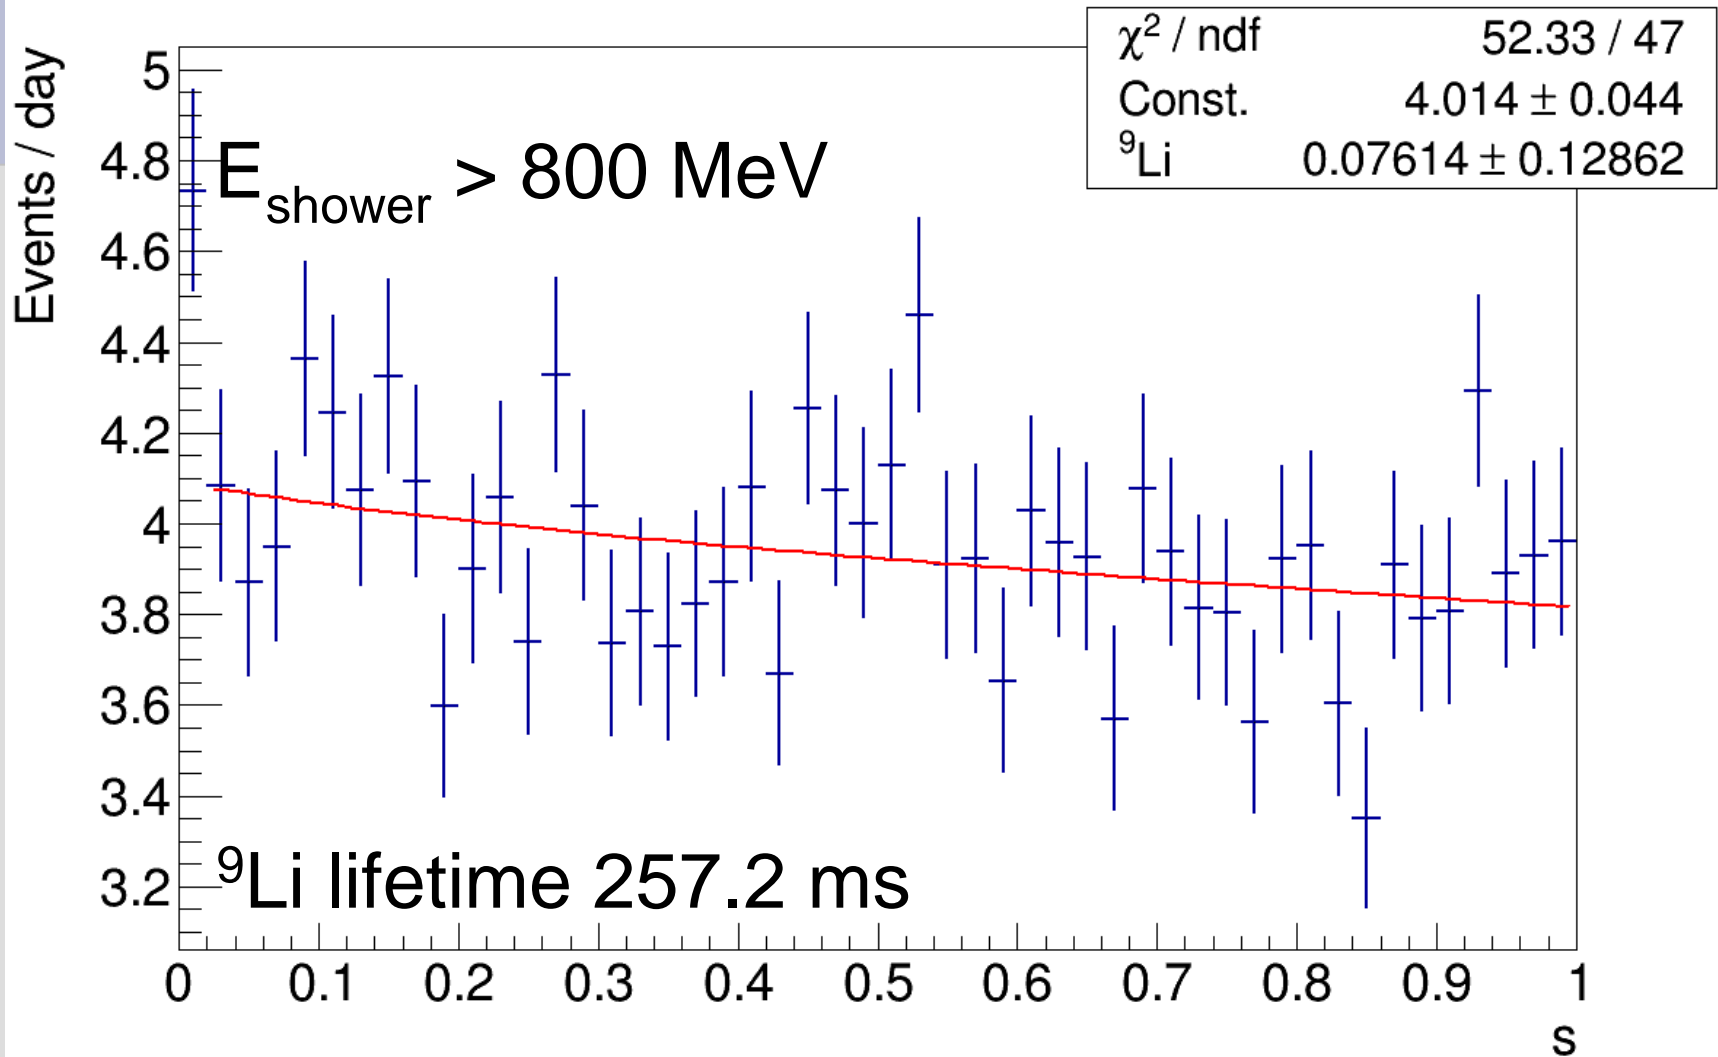 χ² / ndf 52.33 / 47
Const. 4.014 ± 0.044
⁹Li 0.07614 ± 0.12862
Events / day
E_shower > 800 MeV
⁹Li lifetime 257.2 ms
5
4.8
4.6
4.4
4.2
4
3.8
3.6
3.4
3.2
0 0.1 0.2 0.3 0.4 0.5 0.6 0.7 0.8 0.9 1
s